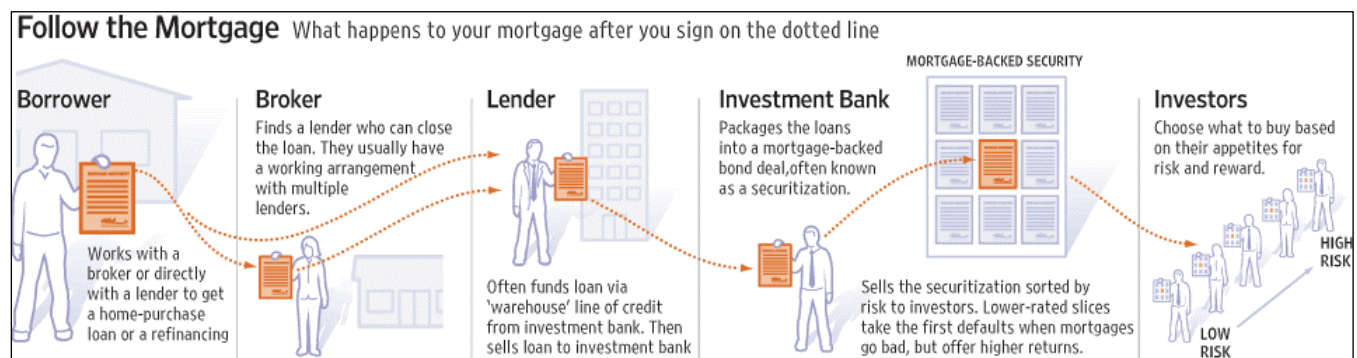 Follow the Mortgage What happens to your mortgage after you sign on the dotted line
Borrower
Works with a
broker or directly
with a lender to get
a home-purchase
loan or a refinancing
Broker
Finds a lender who can close
the loan. They usually have
a working arrangement
with multiple
lenders.
Lender
Often funds loan via
'warehouse' line of credit
from investment bank. Then
sells loan to investment bank
Investment Bank
Packages the loans
into a mortgage-backed
bond deal,often known
as a securitization.
MORTGAGE-BACKED SECURITY
Sells the securitization sorted by
risk to investors. Lower-rated slices
take the first defaults when mortgages
go bad, but offer higher returns.
Investors
Choose what to buy based
on their appetites for
risk and reward.
HIGH
RISK
LOW
RISK